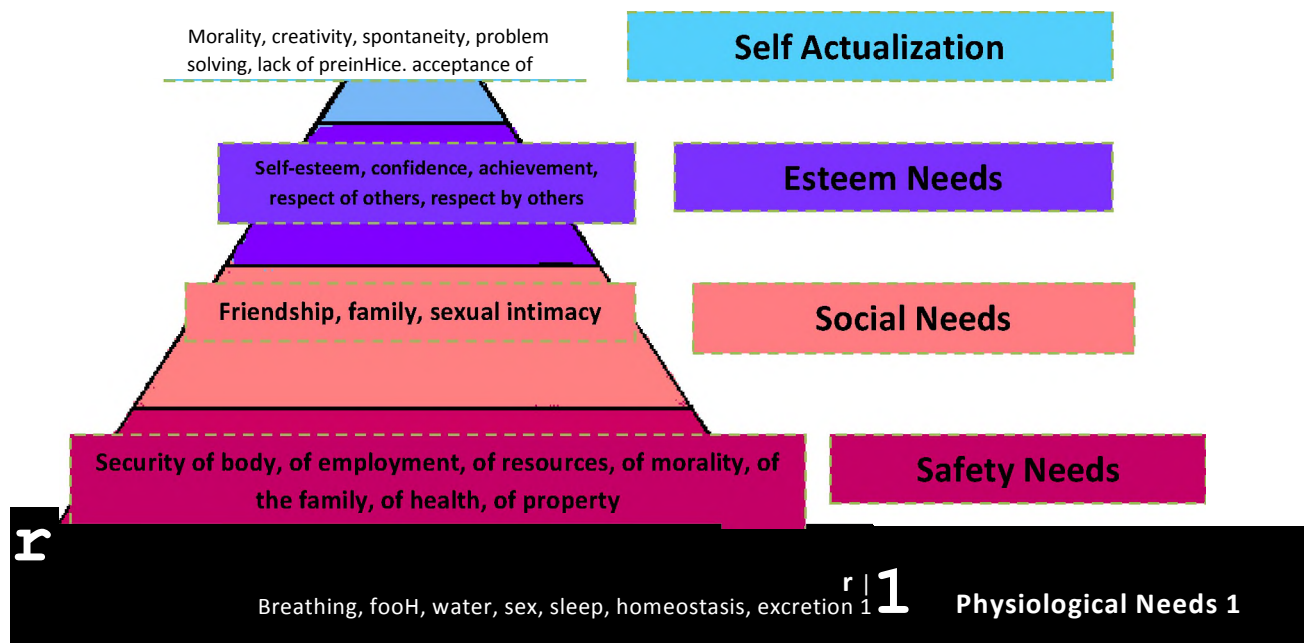 Morality, creativity, spontaneity, problem
solving, lack of preinHice. acceptance of
Self Actualization
Self-esteem, confidence, achievement,
respect of others, respect by others
Esteem Needs
Friendship, family, sexual intimacy
Social Needs
Security of body, of employment, of resources, of morality, of
the family, of health, of property
Safety Needs
r
r | 1
Breathing, fooH, water, sex, sleep, homeostasis, excretion 1
Physiological Needs 1